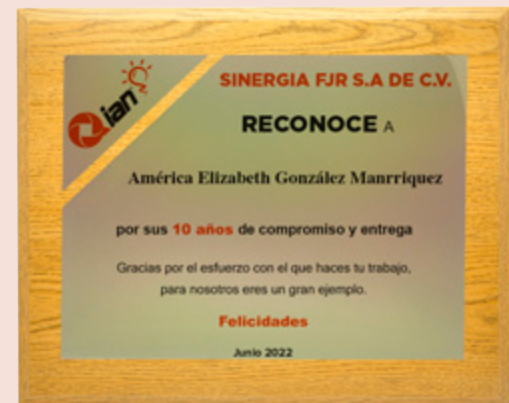 Qian
SINERGIA FJR S.A DE C.V.
RECONOCE A
América Elizabeth González Manrriquez
por sus 10 años de compromiso y entrega
Gracias por el esfuerzo con el que haces tu trabajo,
para nosotros eres un gran ejemplo.
Felicidades
Junio 2022